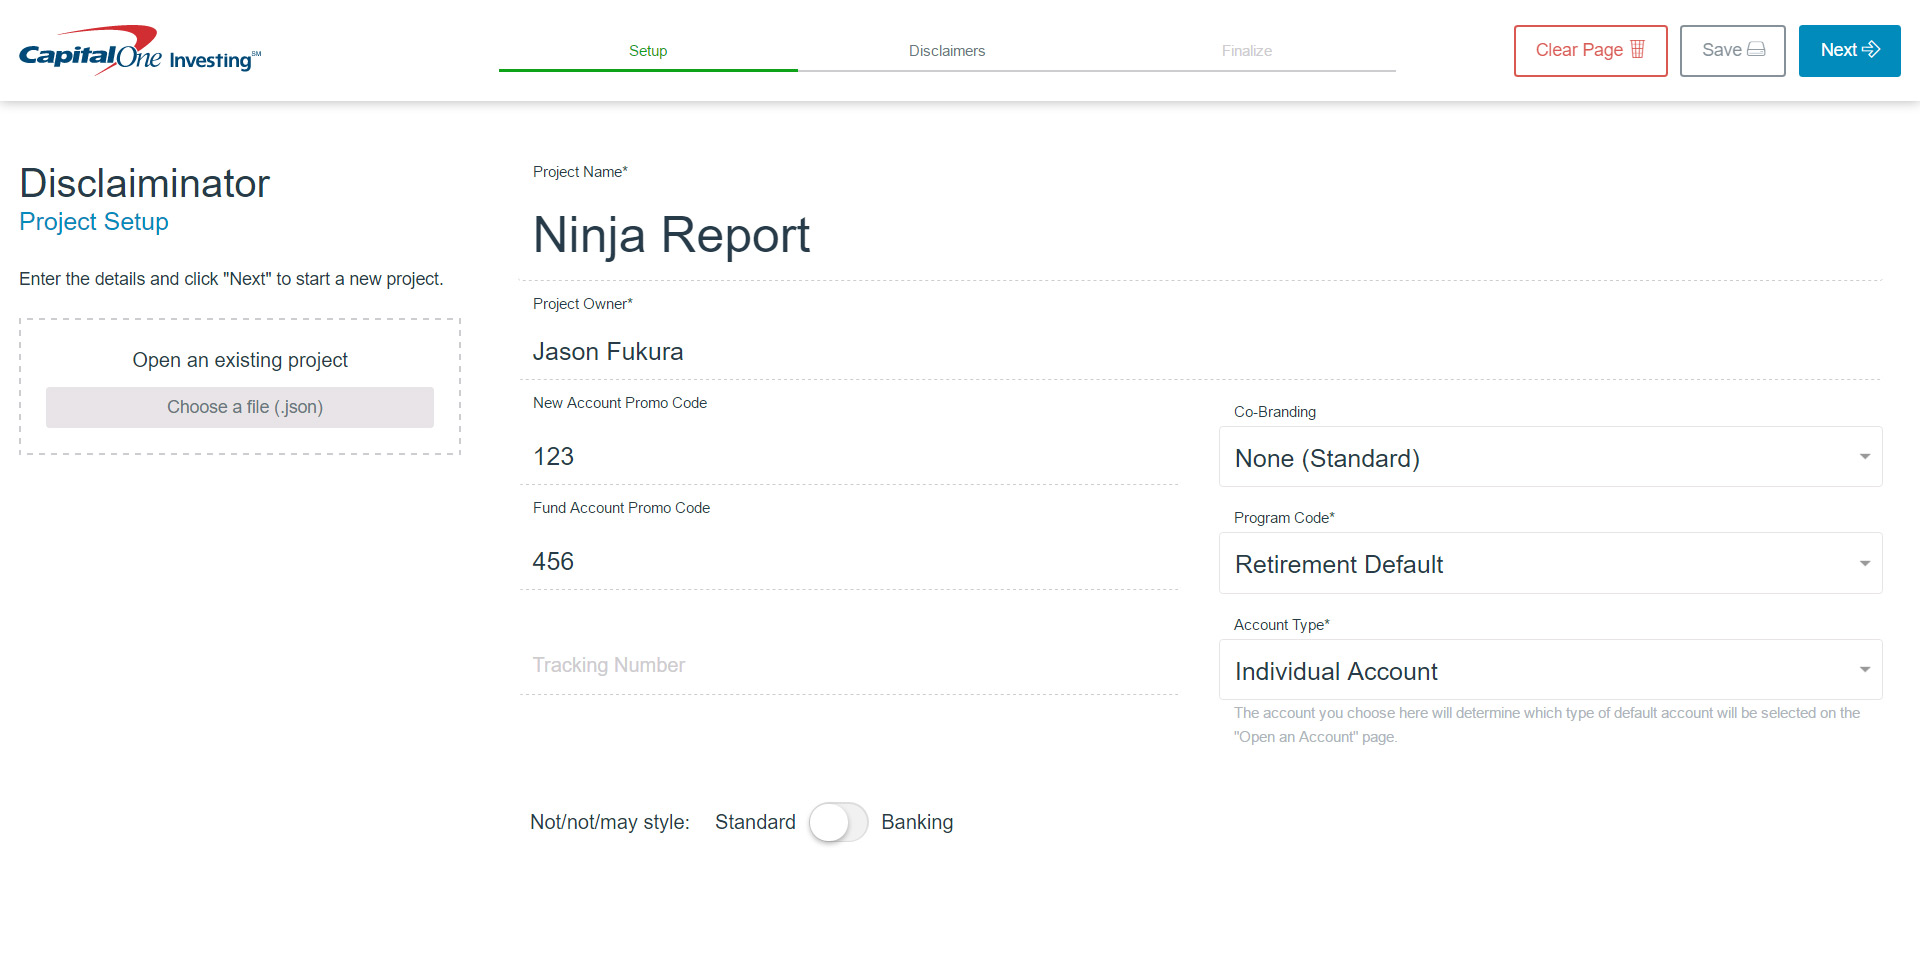 CapitalOne Investing℠
Setup
Disclaimers
Finalize
Clear Page
Save
Next
Disclaiminator
Project Setup
Enter the details and click "Next" to start a new project.
Open an existing project
Choose a file (.json)
Project Name*
Ninja Report
Project Owner*
Jason Fukura
New Account Promo Code
123
Fund Account Promo Code
456
Tracking Number
Co-Branding
None (Standard)
Program Code*
Retirement Default
Account Type*
Individual Account
The account you choose here will determine which type of default account will be selected on the
"Open an Account" page.
Not/not/may style: Standard Banking